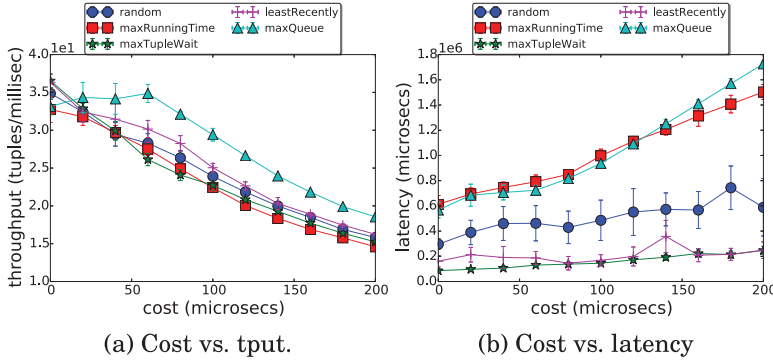 random leastRecently
maxRunningTime maxQueue
maxTupleWait
4.0 1e1
3.5
3.0
2.5
2.0
1.5
1.0
throughput (tuples/millisec)
0 50 100 150 200
cost (microsecs)
(a) Cost vs. tput.
random leastRecently
maxRunningTime maxQueue
maxTupleWait
1.8 1e6
1.6
1.4
1.2
1.0
0.8
0.6
0.4
0.2
0.0
latency (microsecs)
0 50 100 150 200
cost (microsecs)
(b) Cost vs. latency